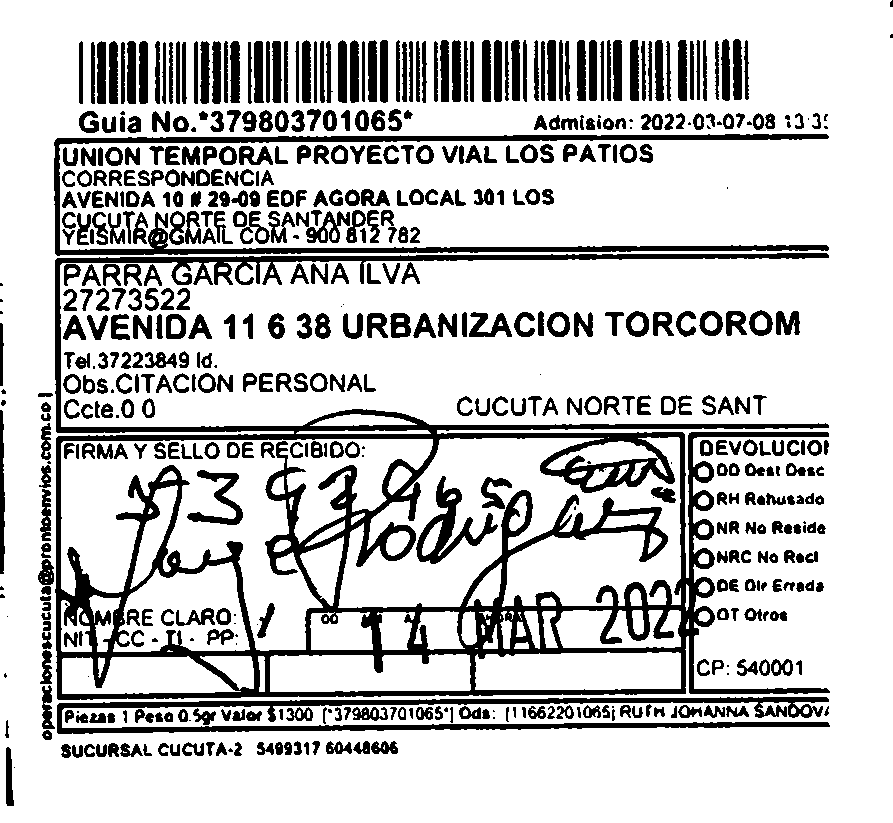 Guia No.*379803701065*
Admision: 2022-03-07-08 13 35
UNION TEMPORAL PROYECTO VIAL LOS PATIOS
CORRESPONDENCIA
AVENIDA 10 # 29-09 EDF AGORA LOCAL 301 LOS
CUCUTA NORTE DE SANTANDER
YEISMIR@GMAIL COM - 900 812 782
PARRA GARCIA ANA ILVA
27273522
AVENIDA 11 6 38 URBANIZACION TORCOROM
Tel.37223849 Id.
Obs.CITACION PERSONAL
Ccte.0 0
CUCUTA NORTE DE SANT
operacionescucuta@prontoenvios.com.co
FIRMA Y SELLO DE RECIBIDO:
Rodriguez
NOMBRE CLARO:
NIT - CC - TI - PP:
14 MAR 2022
DEVOLUCION
DD Dest Desc
RH Rehusado
NR No Reside
NRC No Recl
DE Dir Errada
OT Otros
CP: 540001
Piezas 1 Peso 0.5gr Valor $1300 [*379803701065*] Ods: [11662201065] RUTH JOHANNA SANDOVA
SUCURSAL CUCUTA-2 5499317 60448606